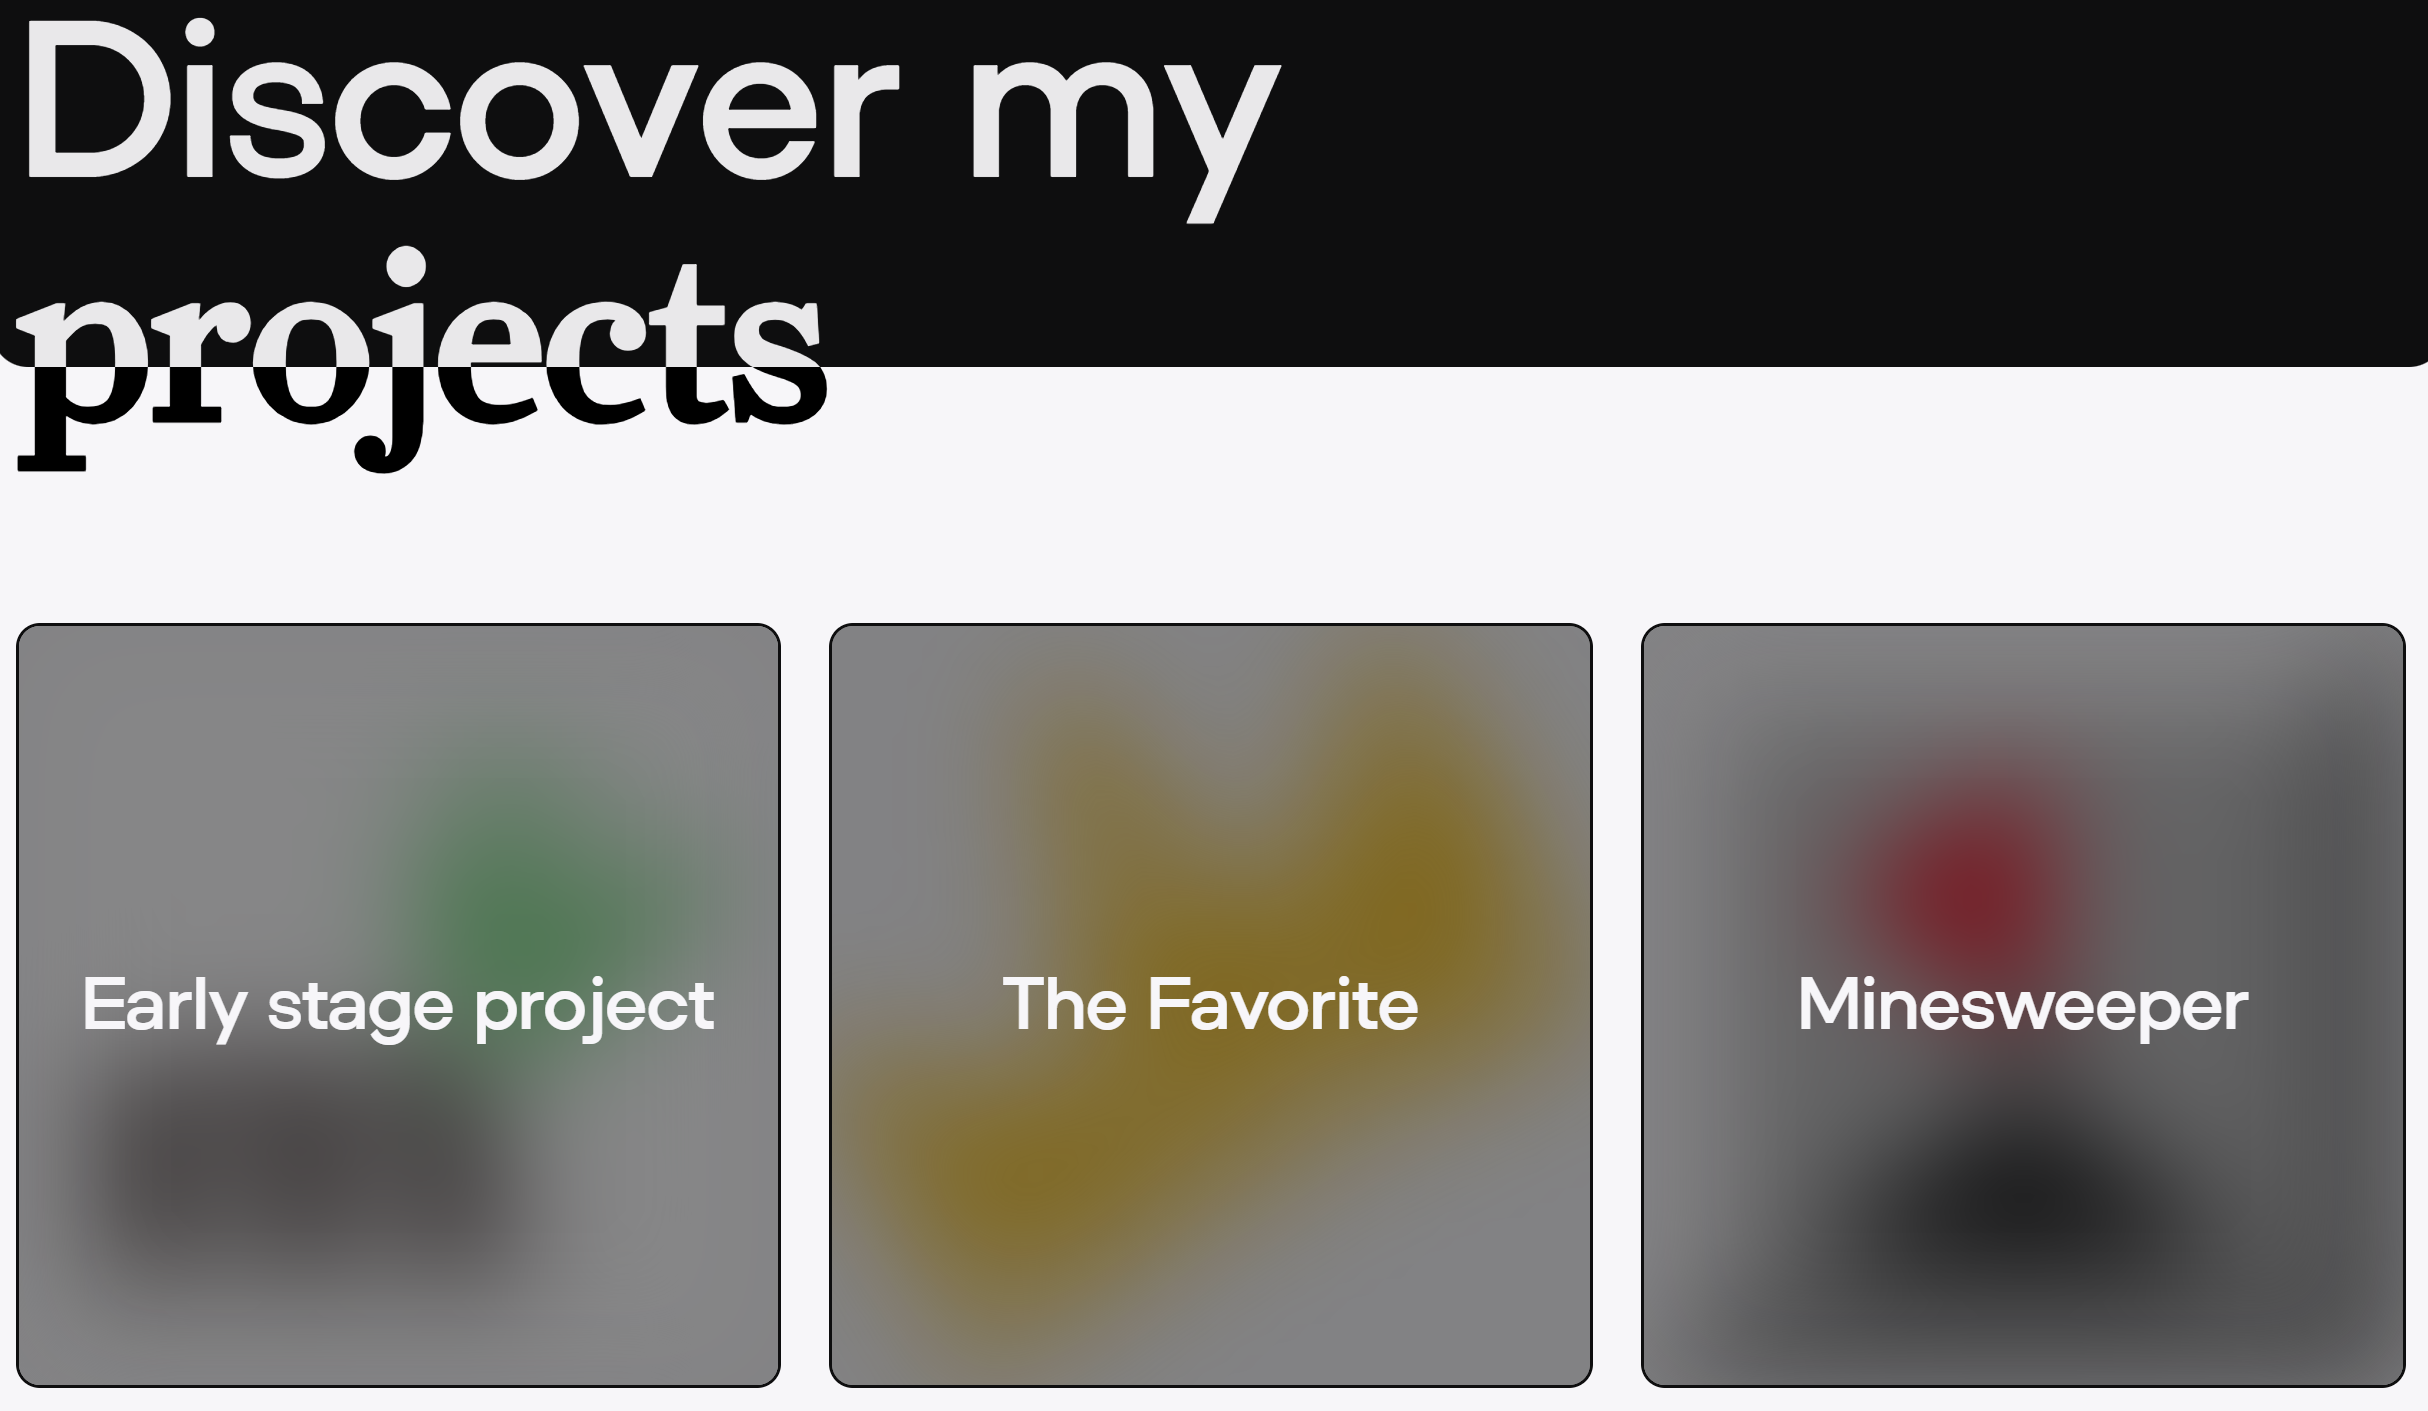 Discover my
projects
Early stage project
The Favorite
Minesweeper